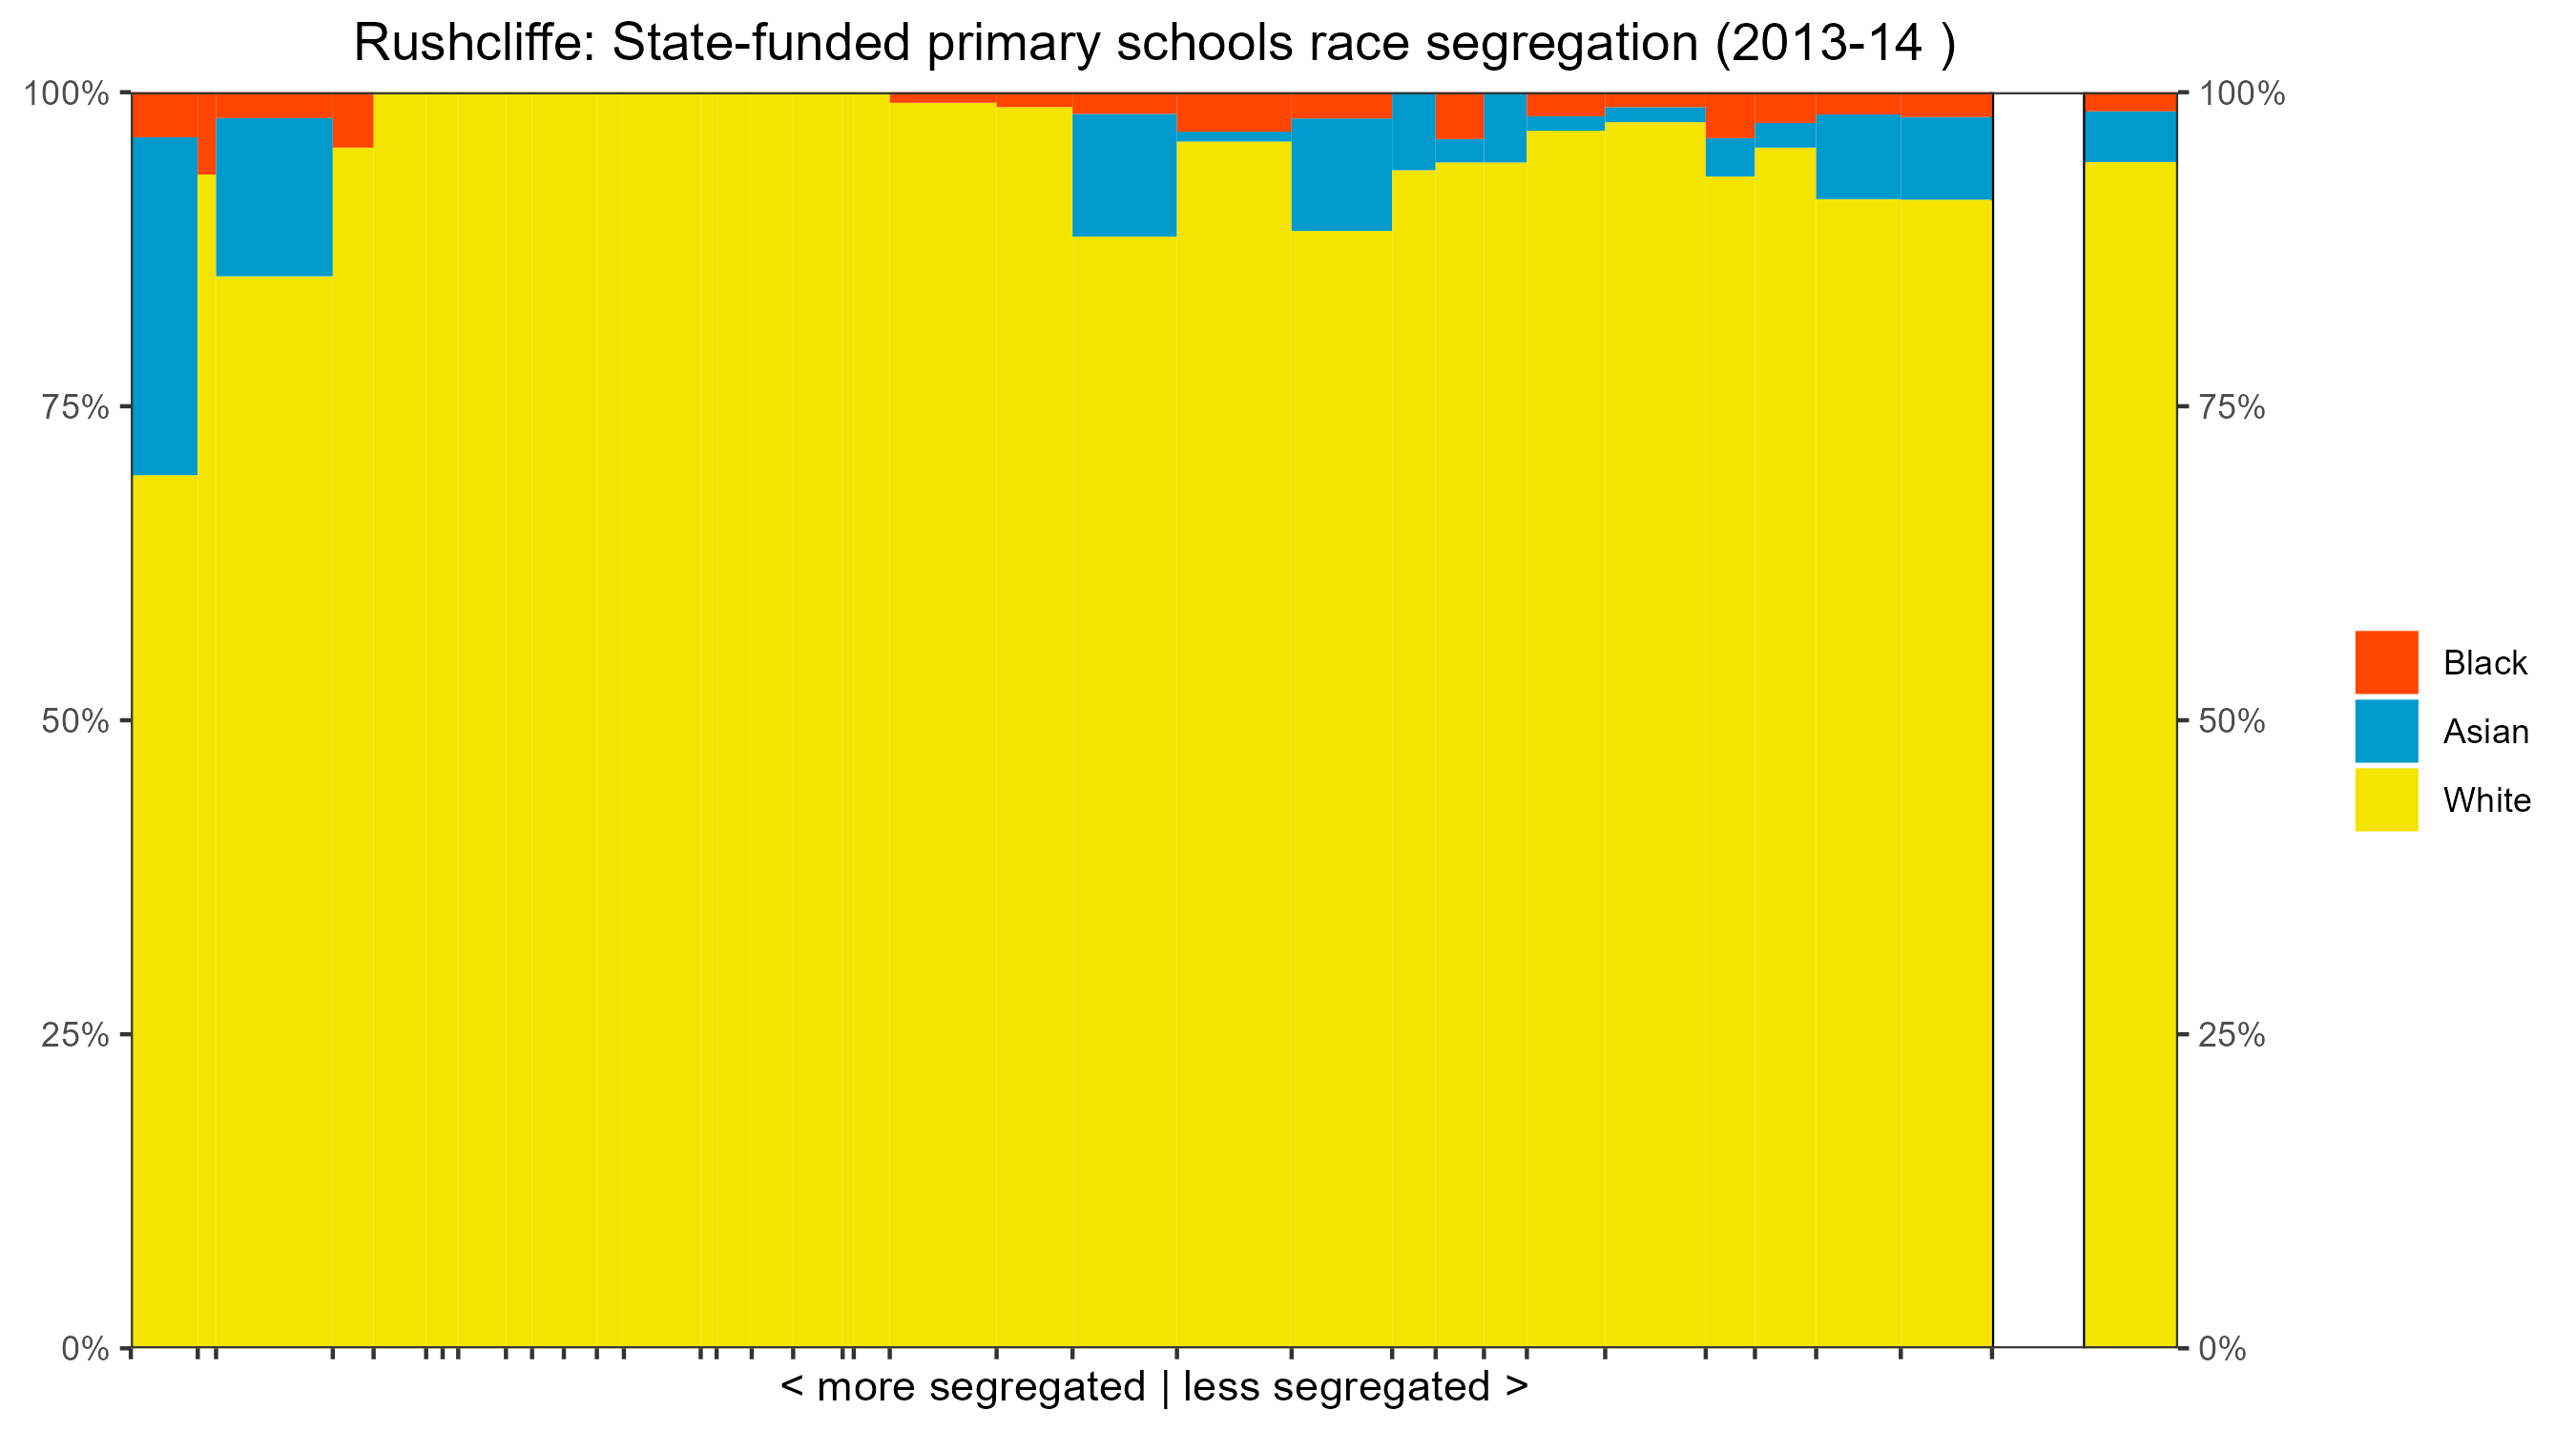 Rushcliffe: State-funded primary schools race segregation (2013-14 )
100%
75%
50%
25%
0%
100%
75%
50%
25%
0%
Black
Asian
White
< more segregated | less segregated >